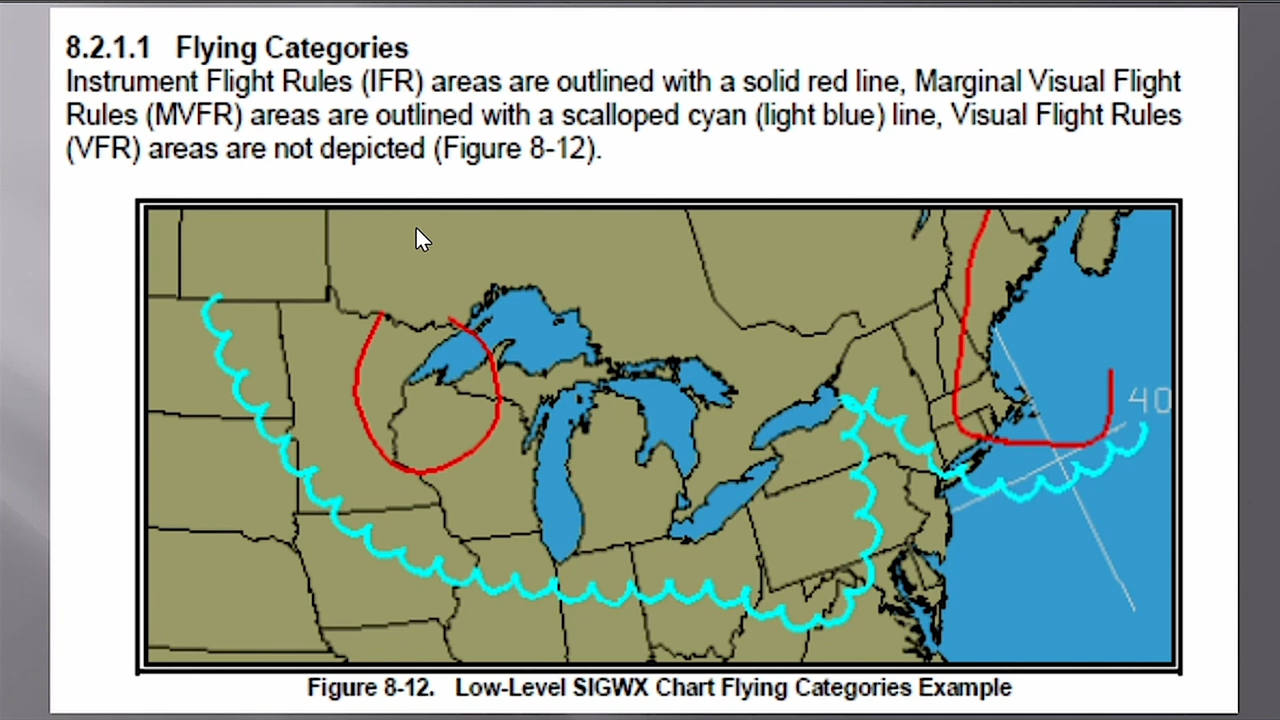 8.2.1.1 Flying Categories
Instrument Flight Rules (IFR) areas are outlined with a solid red line, Marginal Visual Flight
Rules (MVFR) areas are outlined with a scalloped cyan (light blue) line, Visual Flight Rules
(VFR) areas are not depicted (Figure 8-12).
40
Figure 8-12. Low-Level SIGWX Chart Flying Categories Example